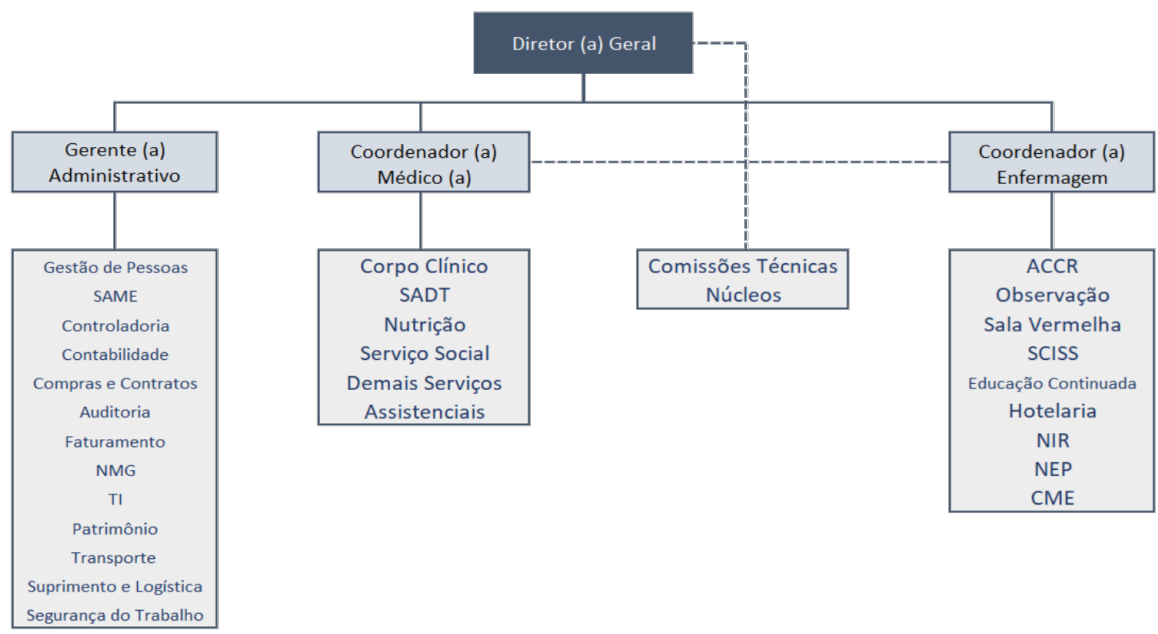 Diretor (a) Geral
Gerente (a)
Administrativo
Coordenador (a)
Médico (a)
Coordenador (a)
Enfermagem
Gestão de Pessoas
SAME
Controladoria
Contabilidade
Compras e Contratos
Auditoria
Faturamento
NMG
TI
Patrimônio
Transporte
Suprimento e Logística
Segurança do Trabalho
Corpo Clínico
SADT
Nutrição
Serviço Social
Demais Serviços
Assistenciais
Comissões Técnicas
Núcleos
ACCR
Observação
Sala Vermelha
SCISS
Educação Continuada
Hotelaria
NIR
NEP
CME